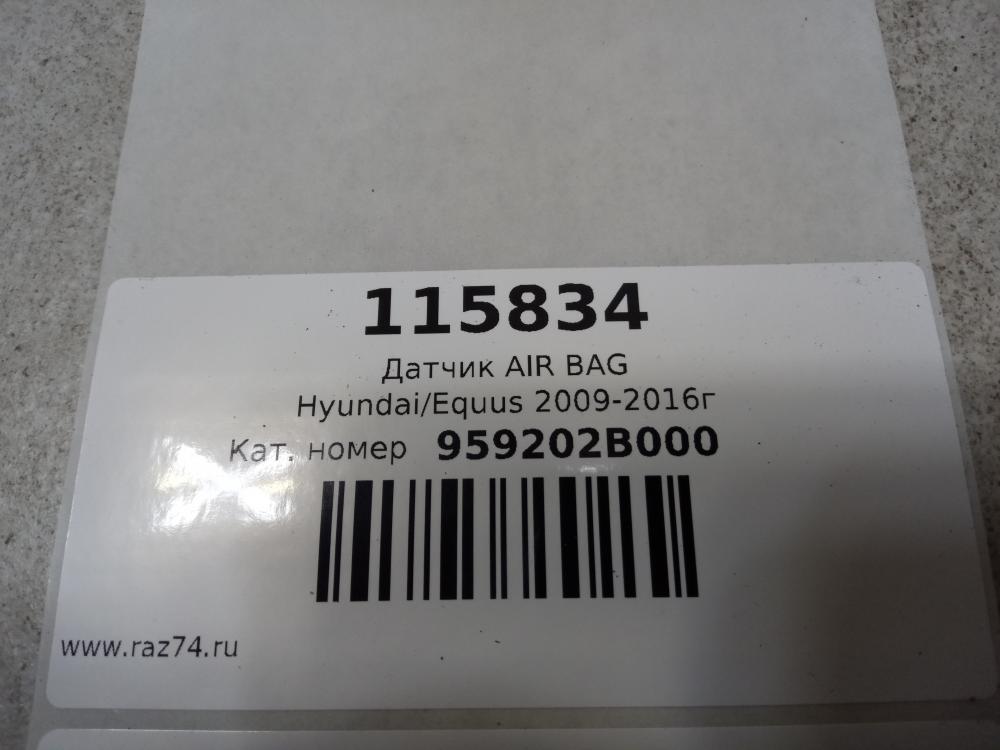 115834
Датчик AIR BAG
Hyundai/Equus 2009-2016г
Кат. номер 959202B000
www.raz74.ru